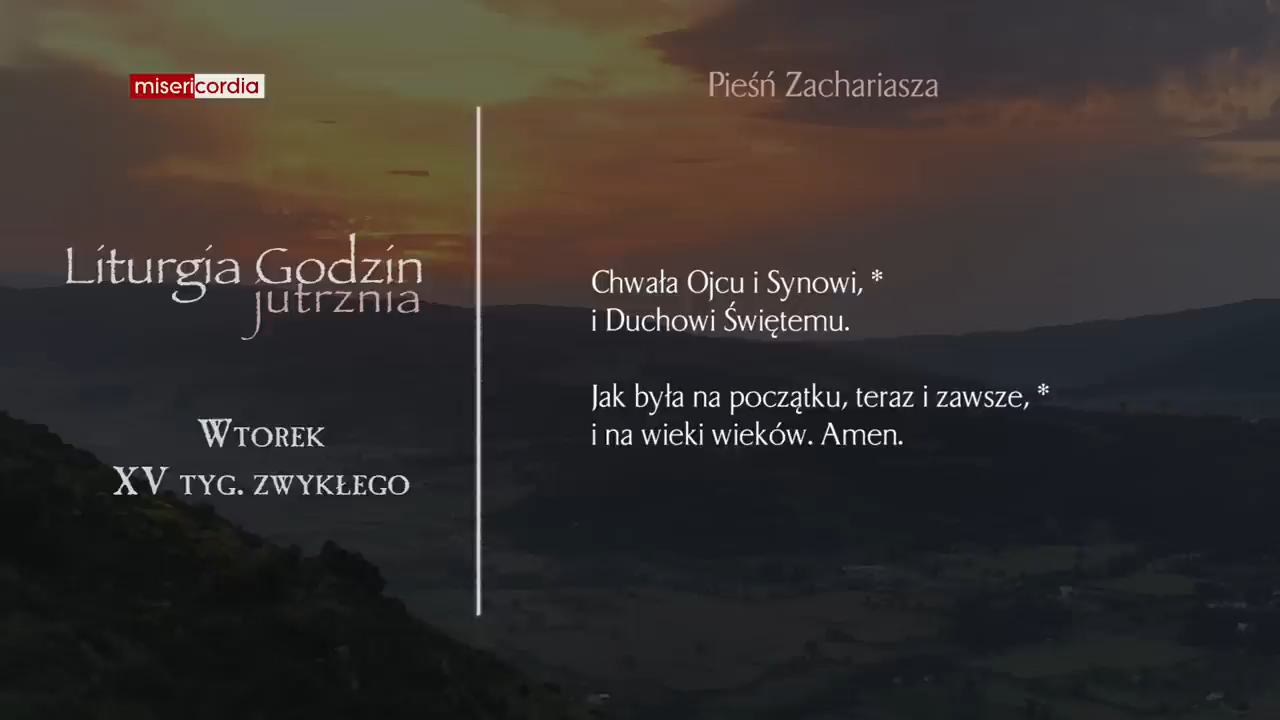 misericordia
Pieśń Zachariasza
Liturgia Godzin
jutrznia
Wtorek
XV tyg. zwykłego
Chwała Ojcu i Synowi, *
i Duchowi Świętemu.
Jak była na początku, teraz i zawsze, *
i na wieki wieków. Amen.